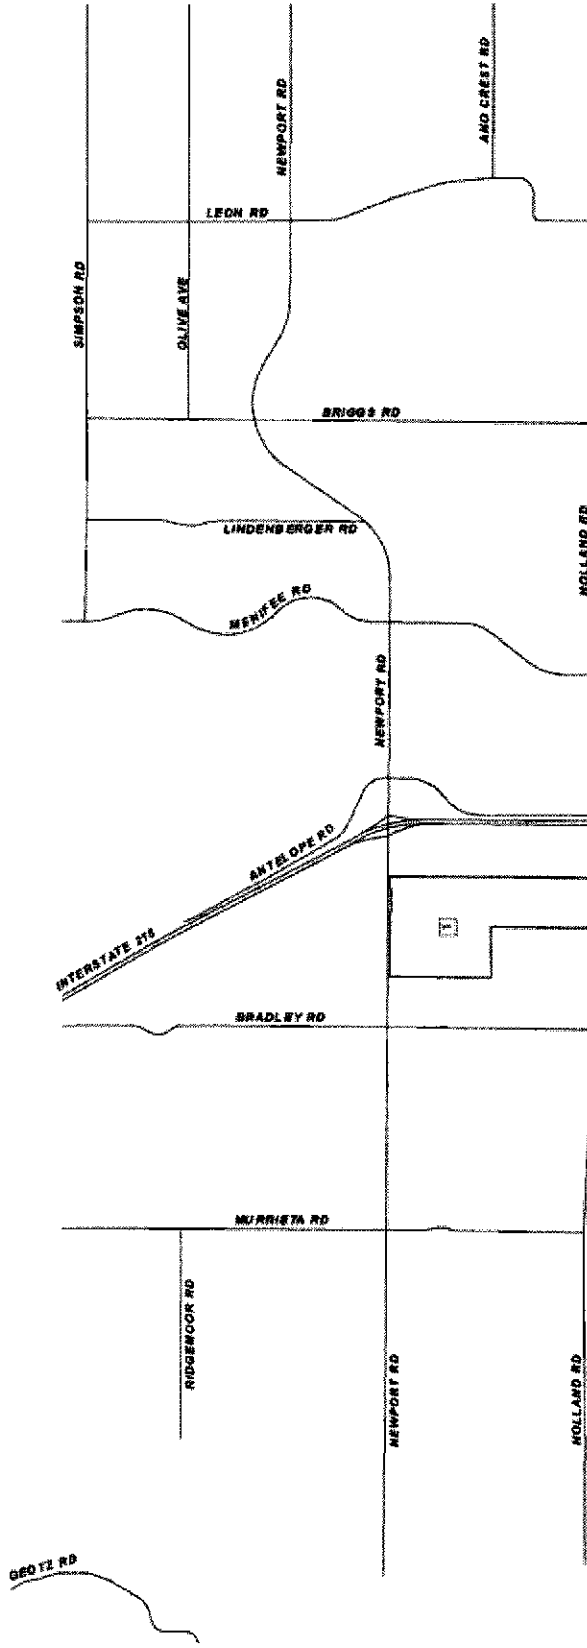 NEWPORT RD
ANO CREST RD
LEON RD
SIMPSON RD
OLIVE AVE
BRIGGS RD
LINDENBERGER RD
HOLLAND RD
MENIFEE RD
NEWPORT RD
ANTELOPE RD
INTERSTATE 215
BRADLEY RD
MURRIETA RD
RIDGEMOOR RD
NEWPORT RD
HOLLAND RD
GEOTZ RD